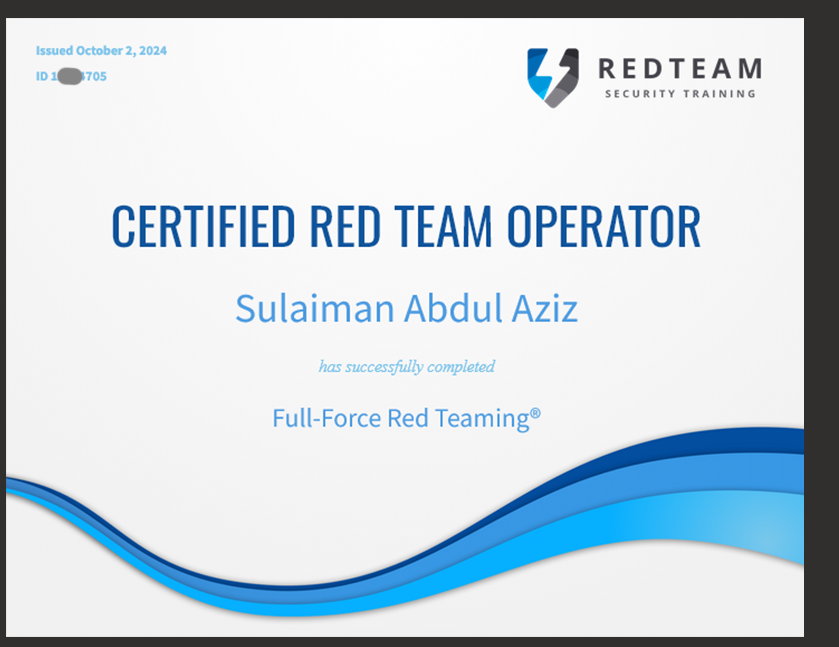 Issued October 2, 2024
ID 1 705
REDTEAM
SECURITY TRAINING
CERTIFIED RED TEAM OPERATOR
Sulaiman Abdul Aziz
has successfully completed
Full-Force Red Teaming®